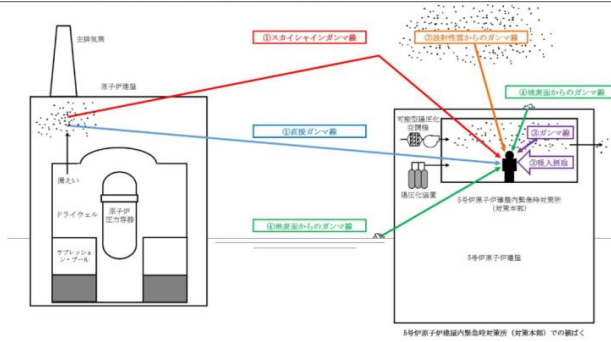 主排気筒
原子炉建屋
①スカイシャインガンマ線
②放射性雲からのガンマ線
④地表面からのガンマ線
可搬型陽圧化
空調機
③ガンマ線
①直接ガンマ線
③吸入摂取
漏えい
陽圧化装置
5号炉原子炉建屋内緊急時対策所
(対策本部)
ドライウェル
原子炉
圧力容器
④地表面からのガンマ線
サプレッショ
ン・プール
5号炉原子炉建屋
5号炉原子炉建屋内緊急時対策所(対策本部)での被ばく